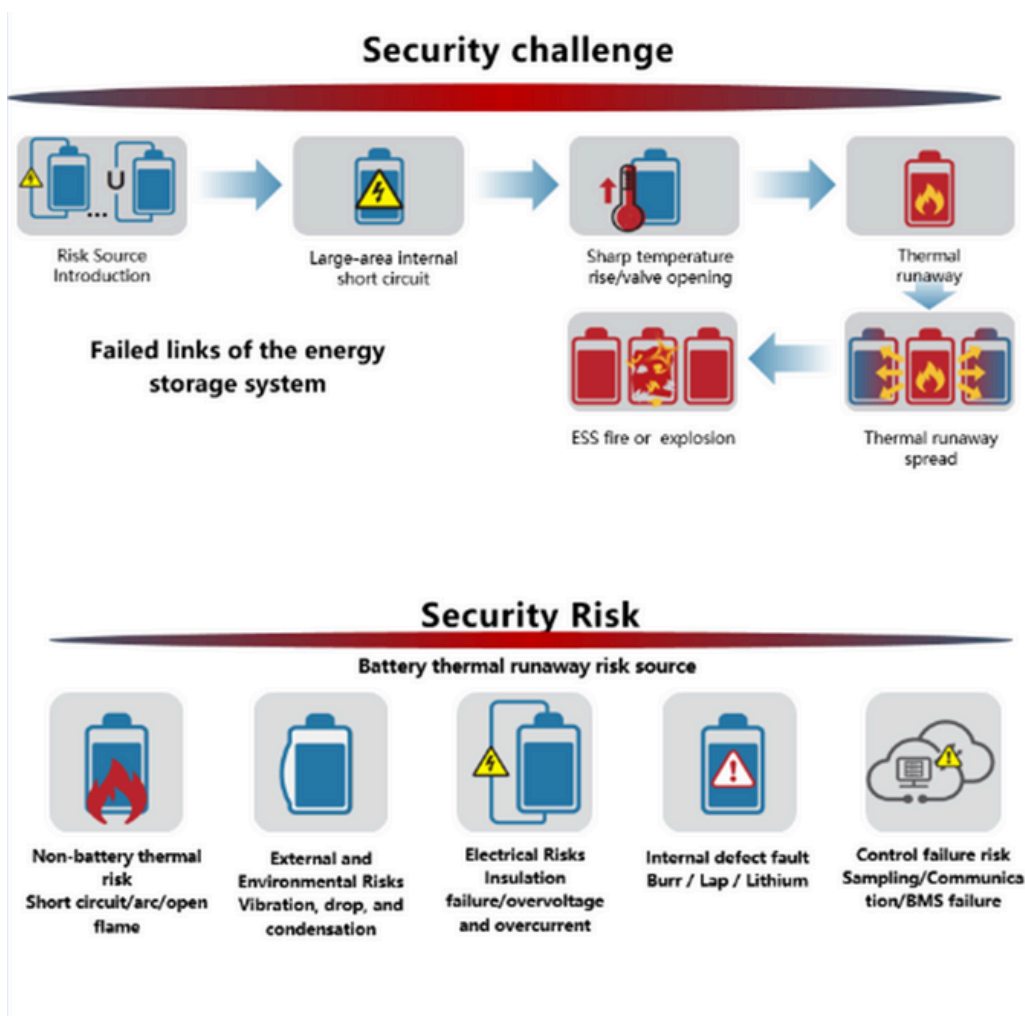 Security challenge
Risk Source
Introduction
Large-area internal
short circuit
Sharp temperature
rise/valve opening
Thermal
runaway
Failed links of the energy
storage system
ESS fire or explosion
Thermal runaway
spread
Security Risk
Battery thermal runaway risk source
Non-battery thermal
risk
Short circuit/arc/open
flame
External and
Environmental Risks
Vibration, drop, and
condensation
Electrical Risks
Insulation
failure/overvoltage
and overcurrent
Internal defect fault
Burr / Lap / Lithium
Control failure risk
Sampling/Communica
tion/BMS failure